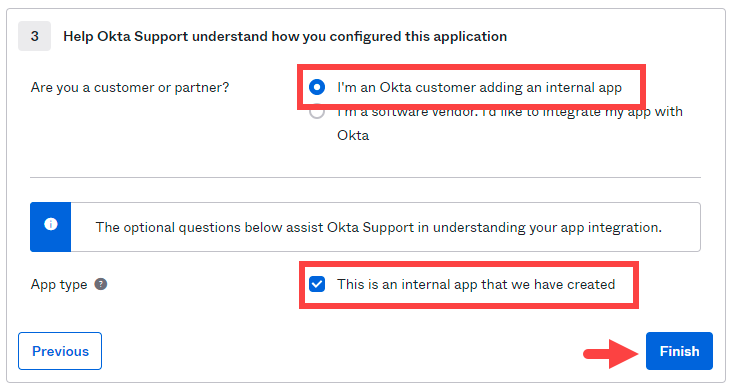 3 Help Okta Support understand how you configured this application
Are you a customer or partner? I'm an Okta customer adding an internal app
I'm a software vendor. I'd like to integrate my app with
Okta
The optional questions below assist Okta Support in understanding your app integration.
App type ? This is an internal app that we have created
Previous Finish